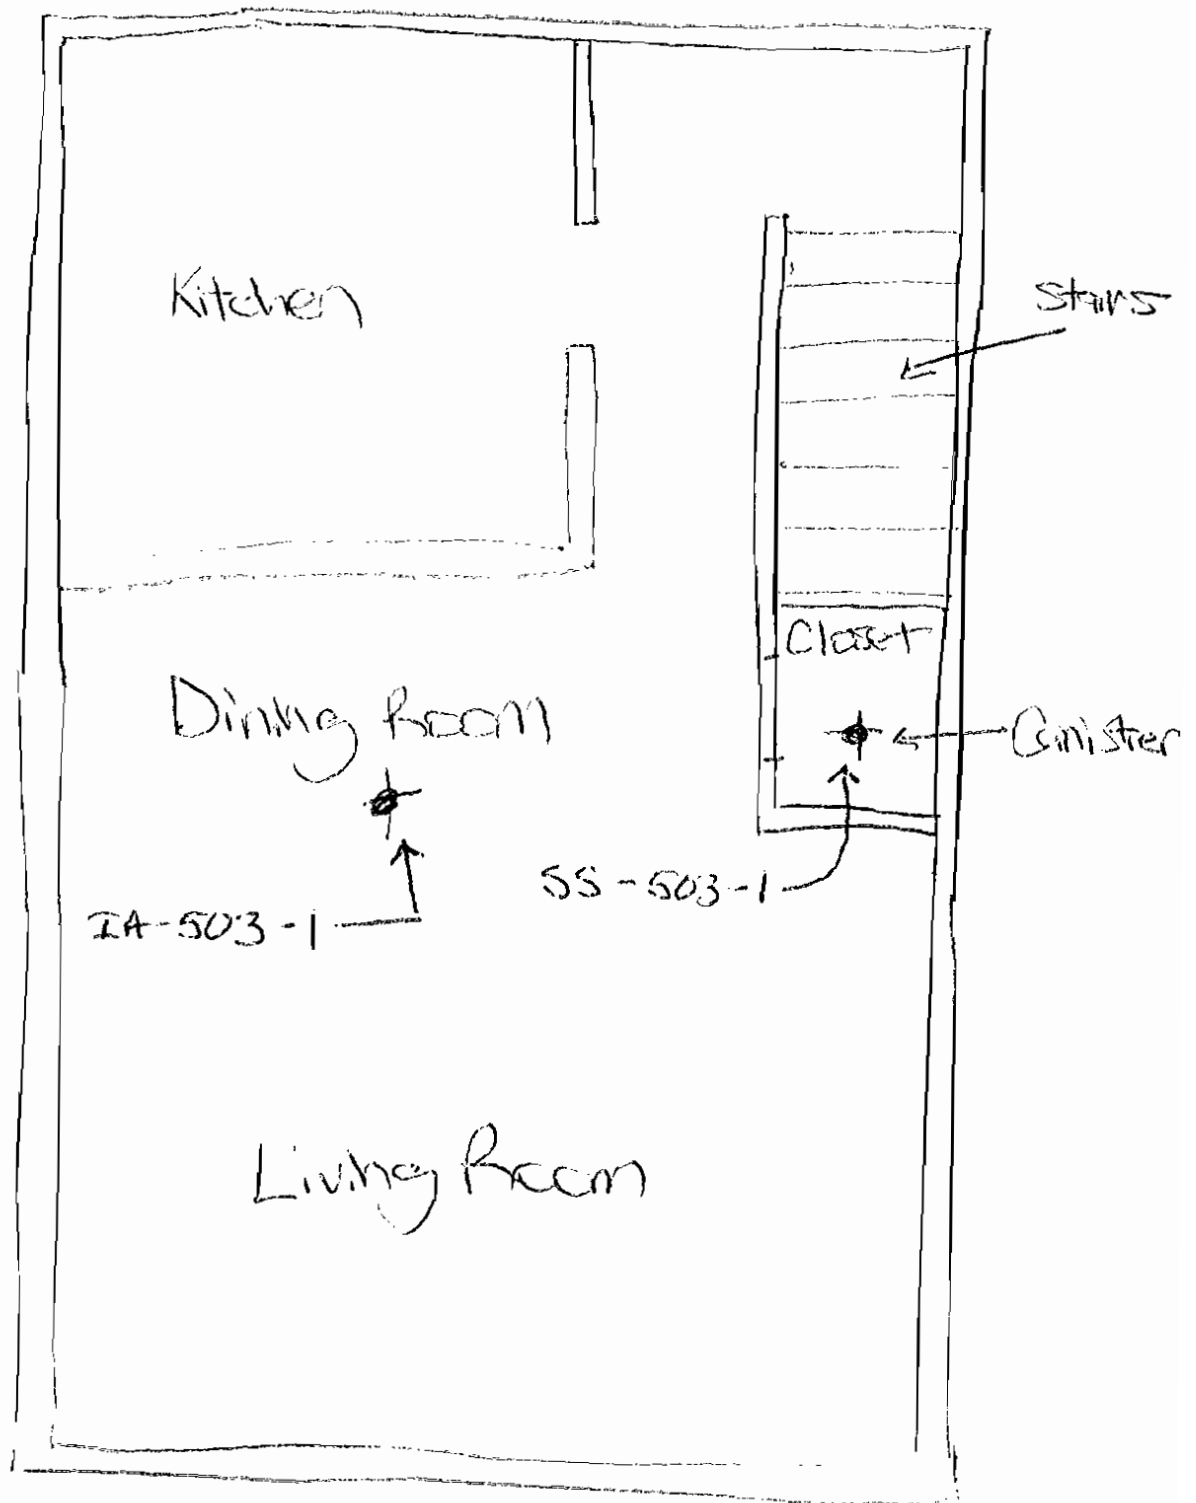 Kitchen
Stairs
Closet
Dining Room
Canister
SS-503-1
IA-503-1
Living Room